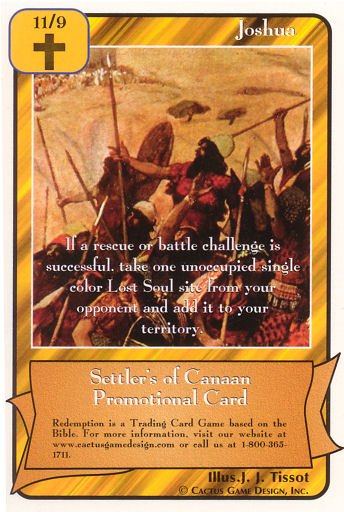 11/9
Joshua
If a rescue or battle challenge is
successful, take one unoccupied single
color Lost Soul site from your
opponent and add it to your
territory.
Settler's of Canaan
Promotional Card
Redemption is a Trading Card Game based on the
Bible. For more information, visit our website at
www.cactusgamedesign.com or call us at 1-800-365-
1711.
Illus.J. J. Tissot
© Cactus Game Design, Inc.